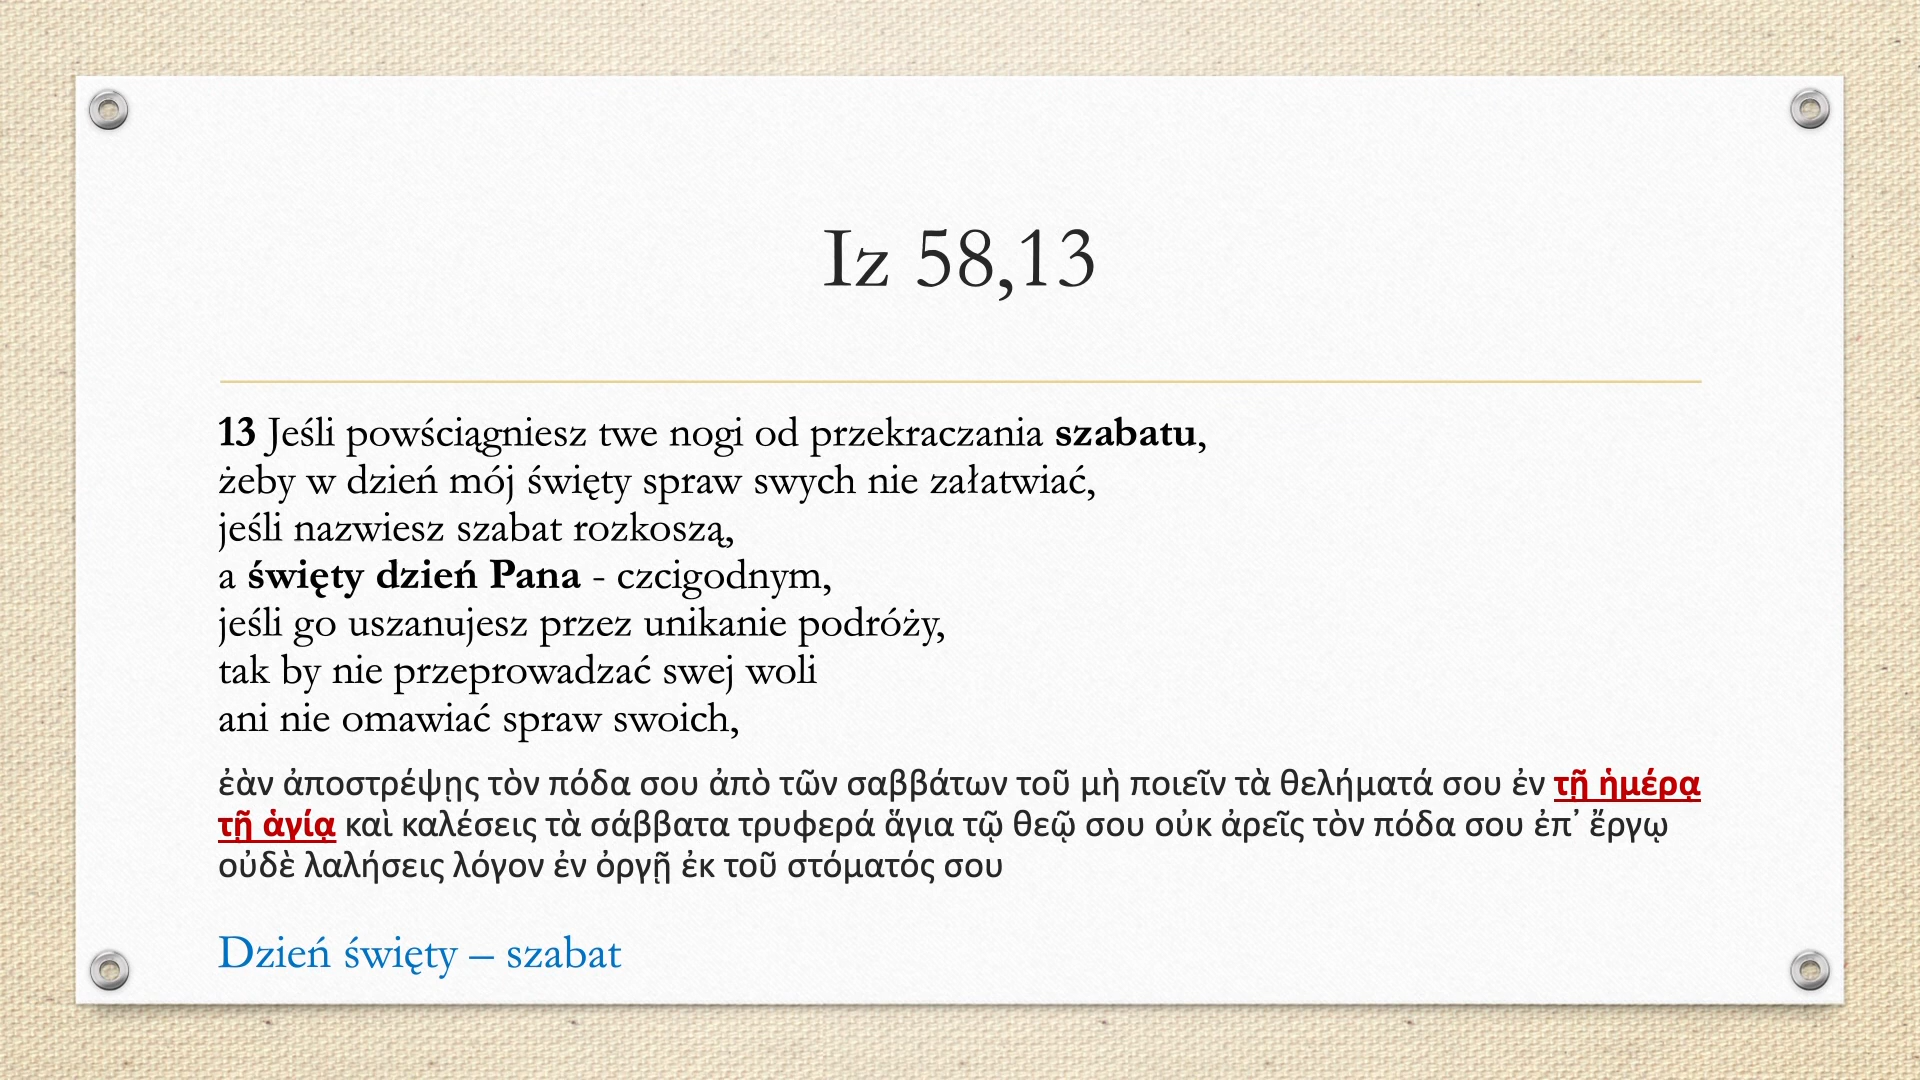 Iz 58,13
13 Jeśli powściągniesz twe nogi od przekraczania szabatu,
żeby w dzień mój święty spraw swych nie załatwiać,
jeśli nazwiesz szabat rozkoszą,
a święty dzień Pana - czcigodnym,
jeśli go uszanujesz przez unikanie podróży,
tak by nie przeprowadzać swej woli
ani nie omawiać spraw swoich,
ἐὰν ἀποστρέψῃς τὸν πόδα σου ἀπὸ τῶν σαββάτων τοῦ μὴ ποιεῖν τὰ θελήματά σου ἐν τῇ ἡμέρᾳ
τῇ ἁγίᾳ καὶ καλέσεις τὰ σάββατα τρυφερά ἅγια τῷ θεῷ σου οὐκ ἀρεῖς τὸν πόδα σου ἐπ᾽ ἔργῳ
οὐδὲ λαλήσεις λόγον ἐν ὀργῇ ἐκ τοῦ στόματός σου
Dzień święty – szabat